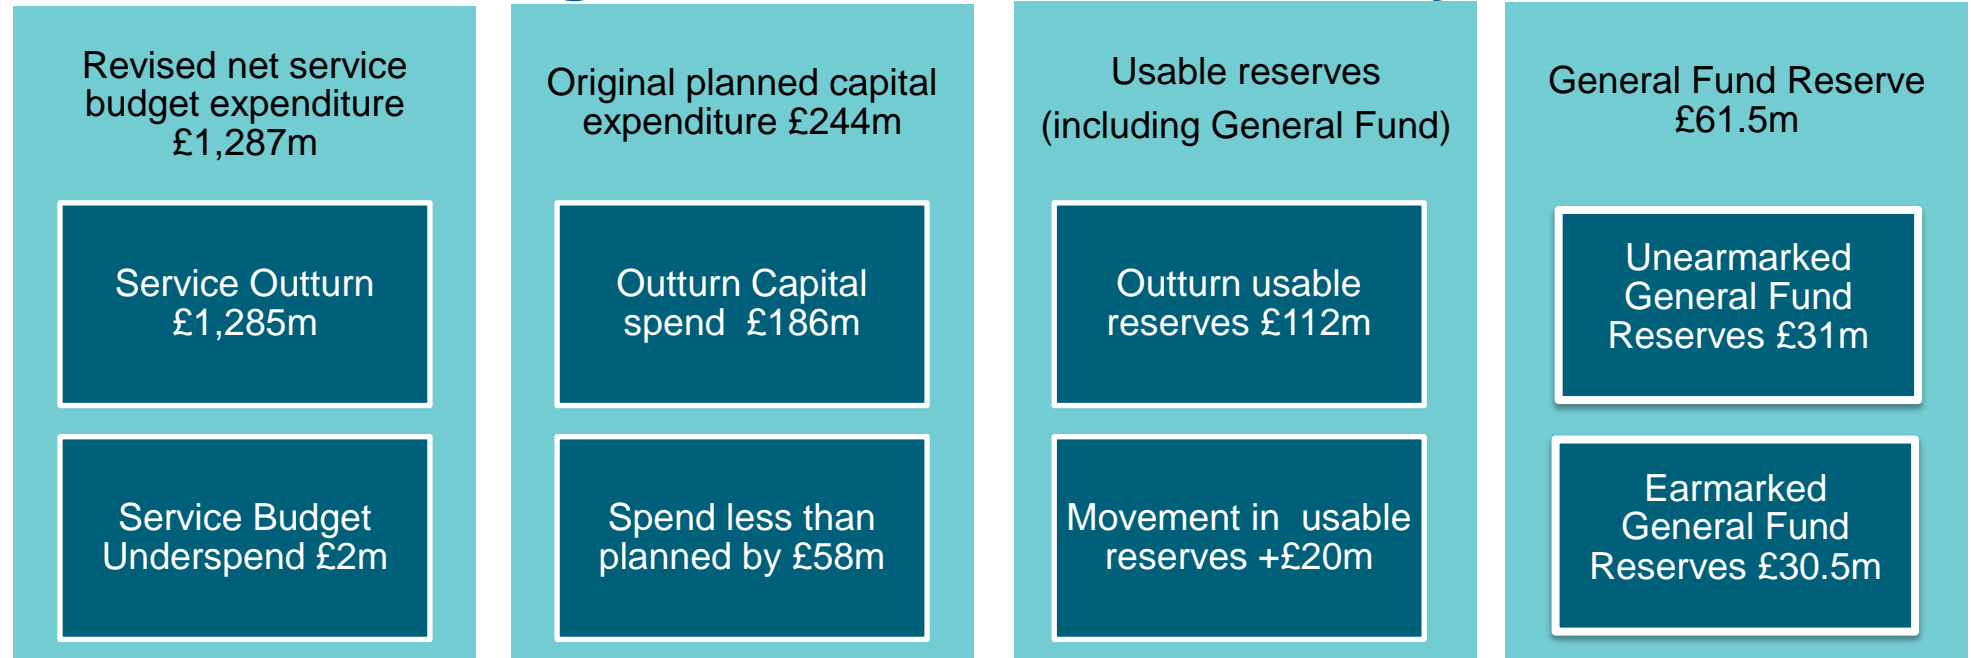 Revised net service
budget expenditure
£1,287m
Service Outturn
£1,285m
Service Budget
Underspend £2m
Original planned capital
expenditure £244m
Outturn Capital
spend £186m
Spend less than
planned by £58m
Usable reserves
(including General Fund)
Outturn usable
reserves £112m
Movement in usable
reserves +£20m
General Fund Reserve
£61.5m
Unearmarked
General Fund
Reserves £31m
Earmarked
General Fund
Reserves £30.5m